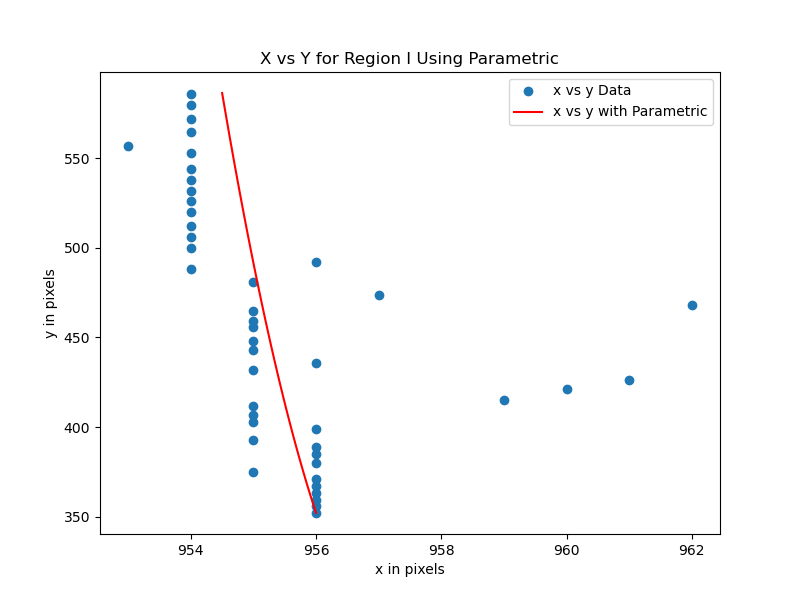 X vs Y for Region I Using Parametric
x vs y Data
x vs y with Parametric
y in pixels
550
500
450
400
350
954
956
958
960
962
x in pixels